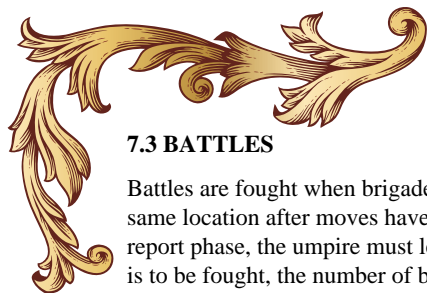 7.3 BATTLES
Battles are fought when brigade
same location after moves have
report phase, the umpire must
is to be fought, the number of